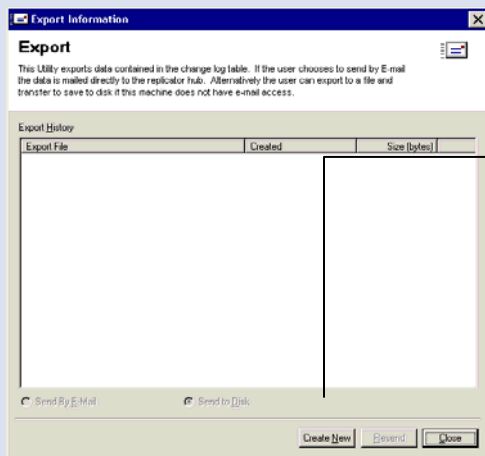 Export Information
Export
This Utility exports data contained in the change log table. If the user chooses to send by E-mail
the data is mailed directly to the replicator hub. Alternatively the user can export to a file and
transfer to save to disk if this machine does not have e-mail access.
Export History
Export File Created Size (bytes)
Send By E-Mail Send to Disk
Create New Resend Close